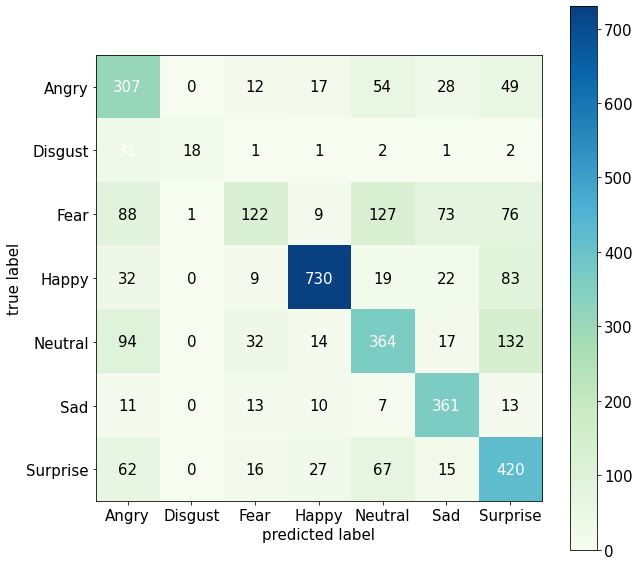 Angry 307 0 12 17 54 28 49
Disgust 31 18 1 1 2 1 2
Fear 88 1 122 9 127 73 76
Happy 32 0 9 730 19 22 83
Neutral 94 0 32 14 364 17 132
Sad 11 0 13 10 7 361 13
Surprise 62 0 16 27 67 15 420
Angry Disgust Fear Happy Neutral Sad Surprise
predicted label
true label
700
600
500
400
300
200
100
0